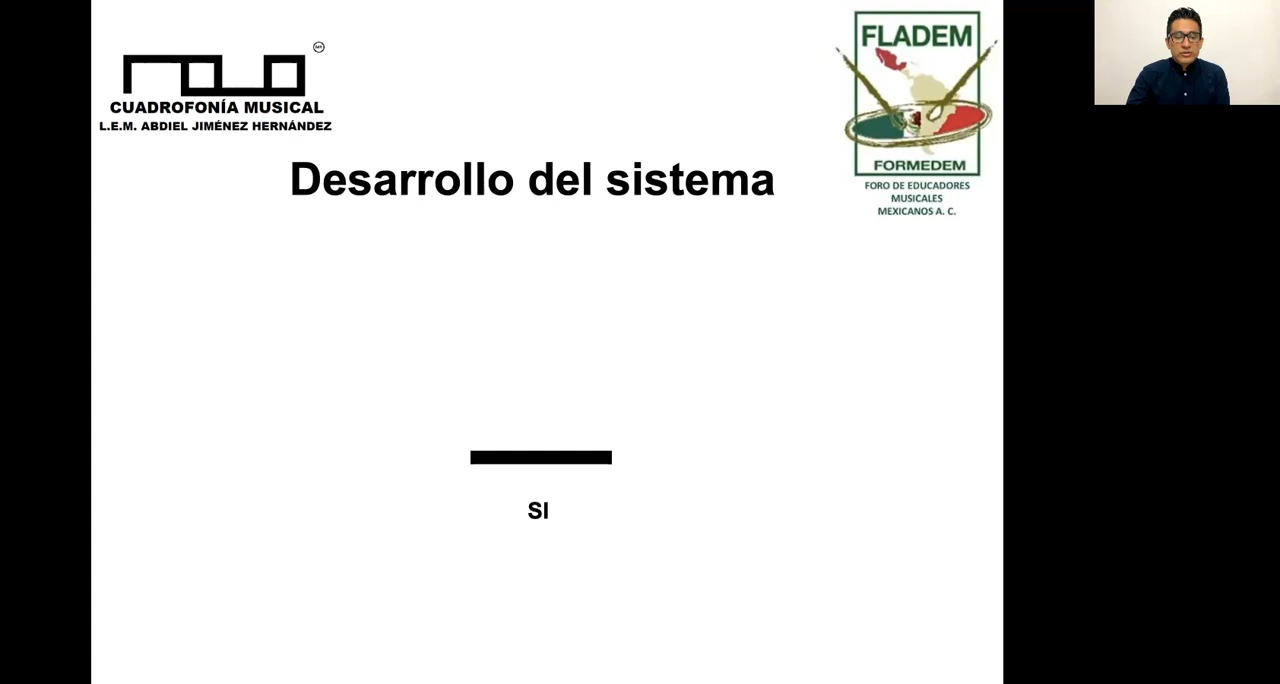 CUADROFONÍA MUSICAL
L.E.M. ABDIEL JIMÉNEZ HERNÁNDEZ
FLADEM
FORMEDEM
FORO DE EDUCADORES
MUSICALES
MEXICANOS A. C.
Desarrollo del sistema
SI